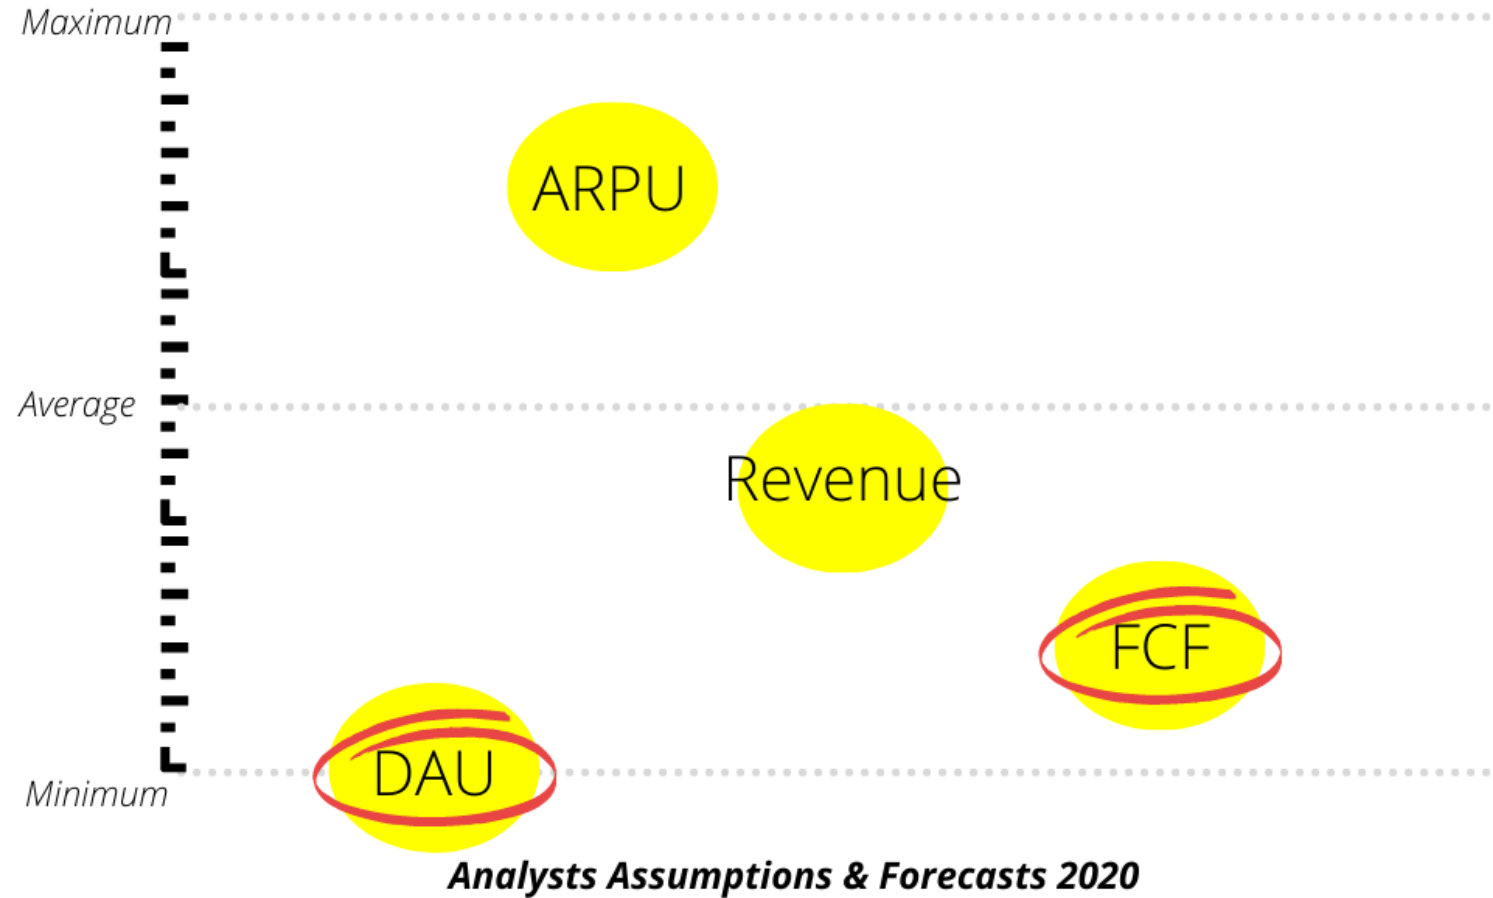 Maximum
ARPU
Average
Revenue
FCF
DAU
Minimum
Analysts Assumptions & Forecasts 2020